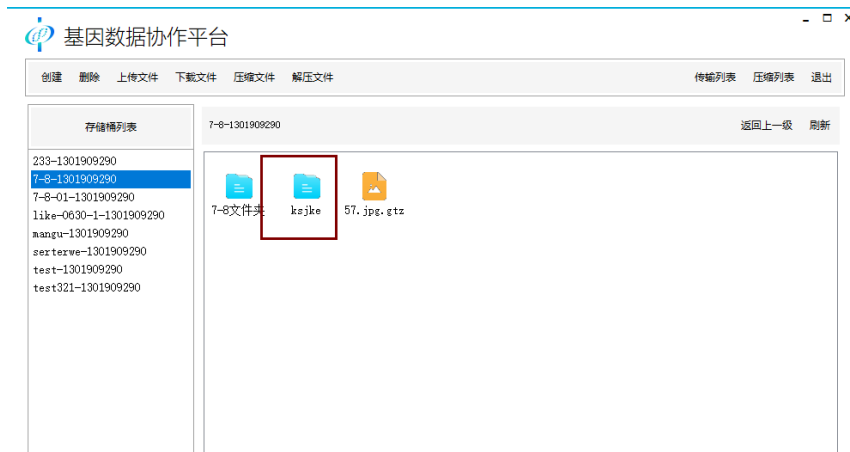 基因数据协作平台
创建 删除 上传文件 下载文件 压缩文件 解压文件 传输列表 压缩列表 退出
存储桶列表 7-8-1301909290 返回上一级 刷新
233-1301909290
7-8-1301909290
7-8-01-1301909290
like-0630-1-1301909290
mangu-1301909290
serterwe-1301909290
test-1301909290
test321-1301909290
7-8文件夹 ksjke 57.jpg.gtz